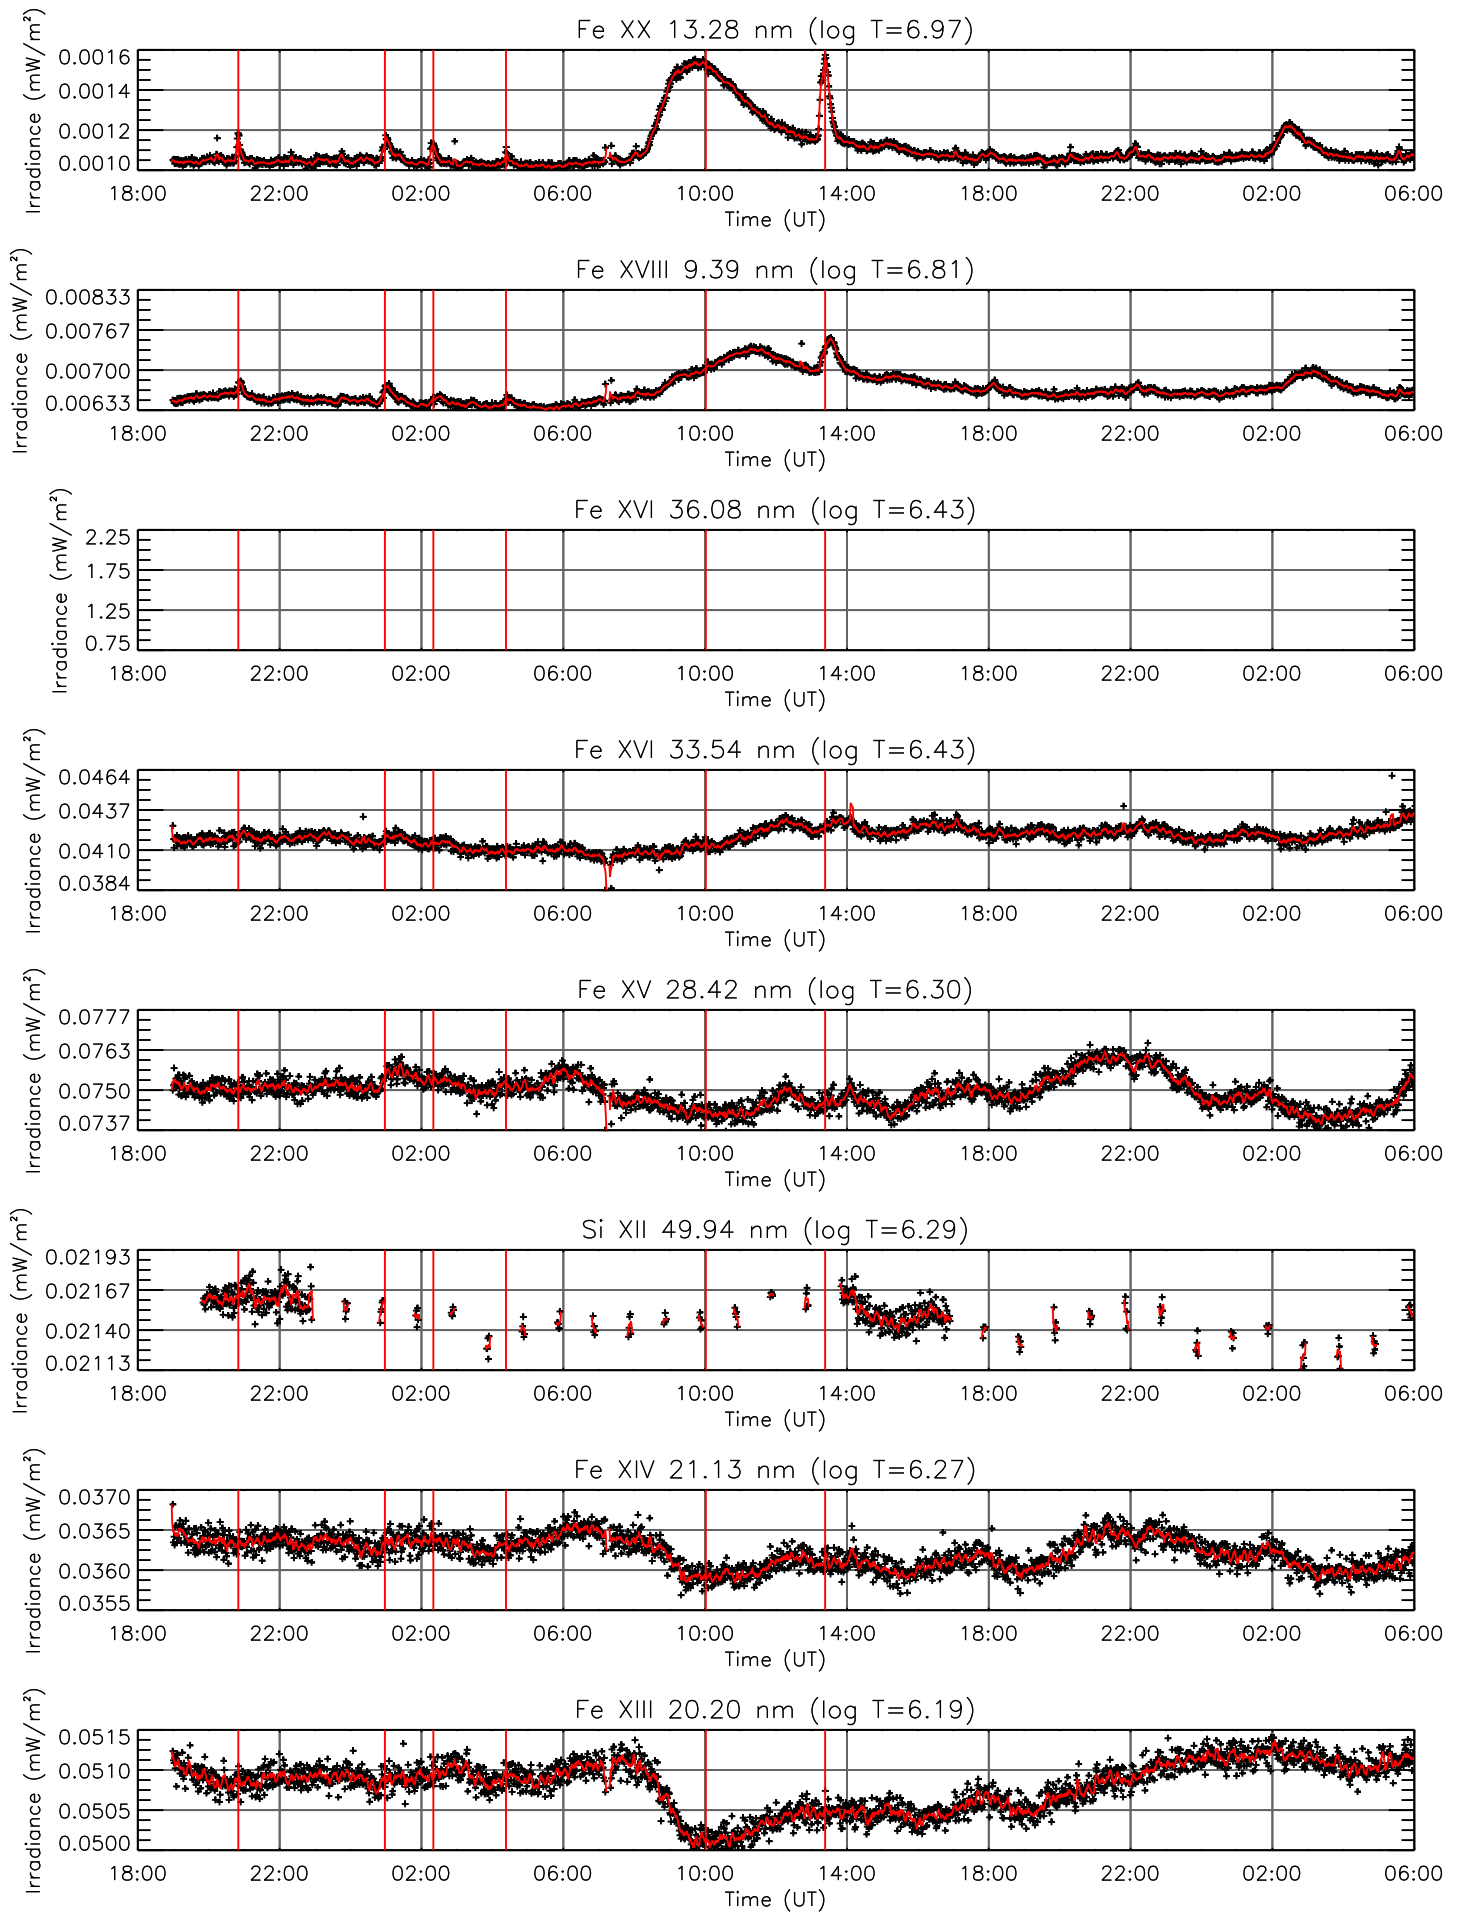 Fe XX 13.28 nm (log T=6.97)
Irradiance (mW/m²)
0.0016
0.0014
0.0012
0.0010
18:00 22:00 02:00 06:00 10:00 14:00 18:00 22:00 02:00 06:00
Time (UT)
Fe XVIII 9.39 nm (log T=6.81)
Irradiance (mW/m²)
0.00833
0.00767
0.00700
0.00633
18:00 22:00 02:00 06:00 10:00 14:00 18:00 22:00 02:00 06:00
Time (UT)
Fe XVI 36.08 nm (log T=6.43)
Irradiance (mW/m²)
2.25
1.75
1.25
0.75
18:00 22:00 02:00 06:00 10:00 14:00 18:00 22:00 02:00 06:00
Time (UT)
Fe XVI 33.54 nm (log T=6.43)
Irradiance (mW/m²)
0.0464
0.0437
0.0410
0.0384
18:00 22:00 02:00 06:00 10:00 14:00 18:00 22:00 02:00 06:00
Time (UT)
Fe XV 28.42 nm (log T=6.30)
Irradiance (mW/m²)
0.0777
0.0763
0.0750
0.0737
18:00 22:00 02:00 06:00 10:00 14:00 18:00 22:00 02:00 06:00
Time (UT)
Si XII 49.94 nm (log T=6.29)
Irradiance (mW/m²)
0.02193
0.02167
0.02140
0.02113
18:00 22:00 02:00 06:00 10:00 14:00 18:00 22:00 02:00 06:00
Time (UT)
Fe XIV 21.13 nm (log T=6.27)
Irradiance (mW/m²)
0.0370
0.0365
0.0360
0.0355
18:00 22:00 02:00 06:00 10:00 14:00 18:00 22:00 02:00 06:00
Time (UT)
Fe XIII 20.20 nm (log T=6.19)
Irradiance (mW/m²)
0.0515
0.0510
0.0505
0.0500
18:00 22:00 02:00 06:00 10:00 14:00 18:00 22:00 02:00 06:00
Time (UT)